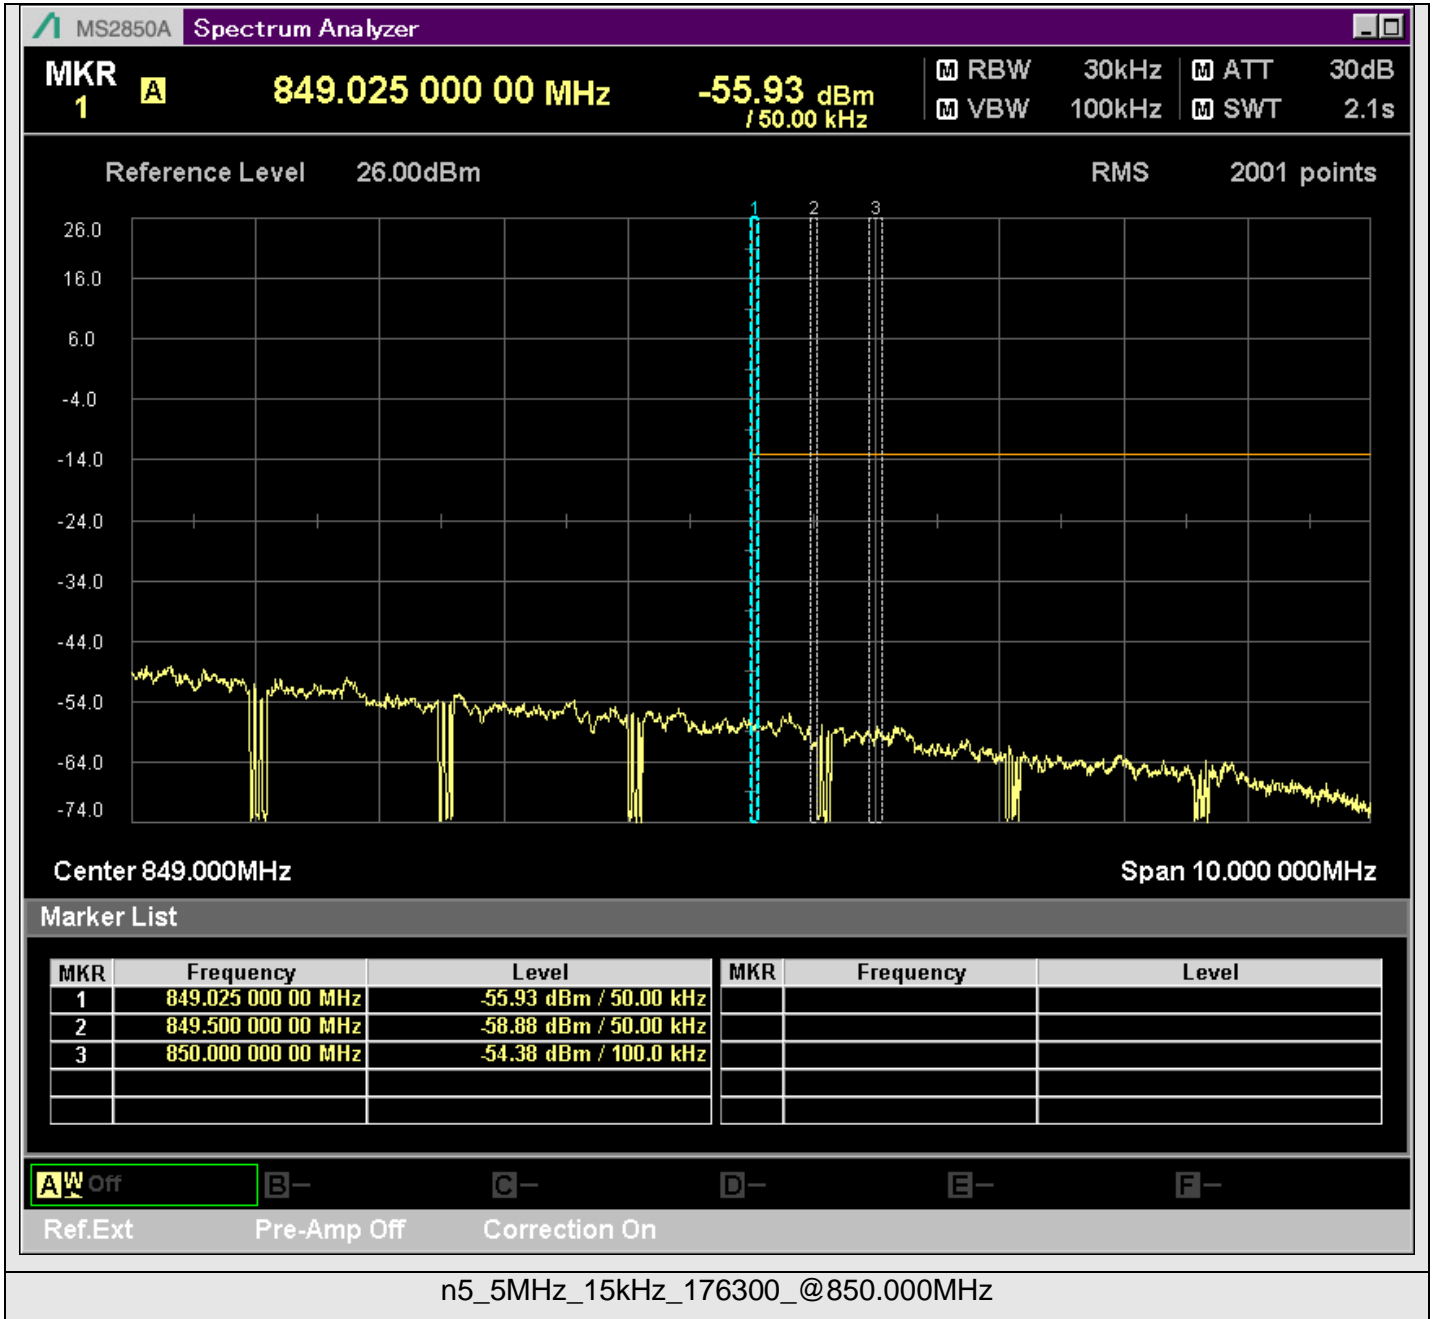 MS2850A Spectrum Analyzer
MKR 1 A 849.025 000 00 MHz -55.93 dBm / 50.00 kHz
M RBW 30kHz M ATT 30dB
M VBW 100kHz M SWT 2.1s
Reference Level 26.00dBm RMS 2001 points
1 2 3
26.0
16.0
6.0
-4.0
-14.0
-24.0
-34.0
-44.0
-54.0
-64.0
-74.0
Center 849.000MHz Span 10.000 000MHz
Marker List
MKR Frequency Level MKR Frequency Level
1 849.025 000 00 MHz -55.93 dBm / 50.00 kHz
2 849.500 000 00 MHz -58.88 dBm / 50.00 kHz
3 850.000 000 00 MHz -54.38 dBm / 100.0 kHz
A W Off B - C - D - E - F -
Ref.Ext Pre-Amp Off Correction On
n5_5MHz_15kHz_176300_@850.000MHz